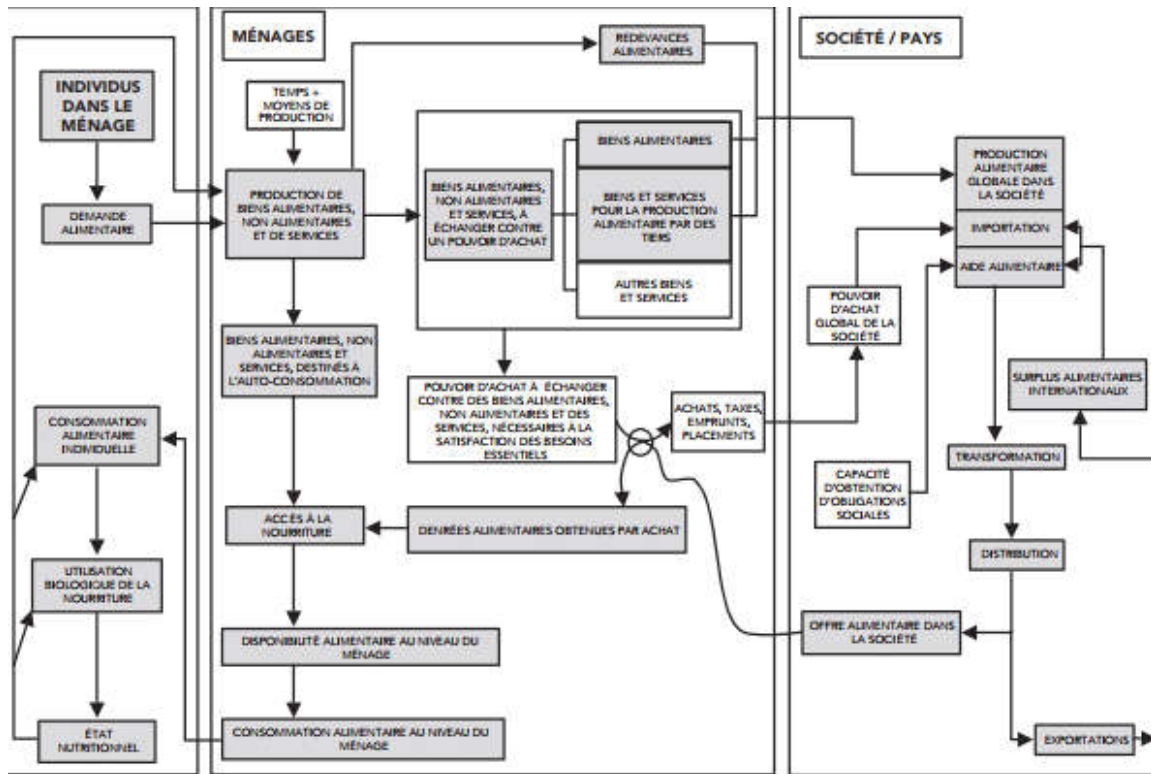 INDIVIDUS
DANS LE
MÉNAGE
DEMANDE
ALIMENTAIRE
CONSOMMATION
ALIMENTAIRE
INDIVIDUELLE
UTILISATION
BIOLOGIQUE DE LA
NOURRITURE
ÉTAT
NUTRITIONNEL
MÉNAGES
REDEVANCES
ALIMENTAIRES
TEMPS +
MOYENS DE
PRODUCTION
PRODUCTION DE
BIENS ALIMENTAIRES,
NON ALIMENTAIRES
ET DE SERVICES
BIENS ALIMENTAIRES,
NON ALIMENTAIRES
ET SERVICES, À
ÉCHANGER CONTRE
UN POUVOIR D'ACHAT
BIENS ALIMENTAIRES
BIENS ET SERVICES
POUR LA PRODUCTION
ALIMENTAIRE PAR DES
TIERS
AUTRES BIENS
ET SERVICES
BIENS ALIMENTAIRES, NON
ALIMENTAIRES ET
SERVICES, DESTINÉS À
L'AUTO-CONSOMMATION
POUVOIR D'ACHAT À ÉCHANGER
CONTRE DES BIENS ALIMENTAIRES,
NON ALIMENTAIRES ET DES
SERVICES, NÉCESSAIRES À LA
SATISFACTION DES BESOINS
ESSENTIELS
ACHATS, TAXES,
EMPRUNTS,
PLACEMENTS
ACCÈS À LA
NOURRITURE
DENRÉES ALIMENTAIRES OBTENUES PAR ACHAT
DISPONIBILITÉ ALIMENTAIRE AU NIVEAU DU
MÉNAGE
CONSOMMATION ALIMENTAIRE AU NIVEAU DU
MÉNAGE
SOCIÉTÉ / PAYS
PRODUCTION
ALIMENTAIRE
GLOBALE DANS
LA SOCIÉTÉ
IMPORTATION
AIDE ALIMENTAIRE
POUVOIR
D'ACHAT
GLOBAL DE LA
SOCIÉTÉ
SURPLUS ALIMENTAIRES
INTERNATIONAUX
TRANSFORMATION
CAPACITÉ
D'OBTENTION
D'OBLIGATIONS
SOCIALES
DISTRIBUTION
OFFRE ALIMENTAIRE DANS
LA SOCIÉTÉ
EXPORTATIONS